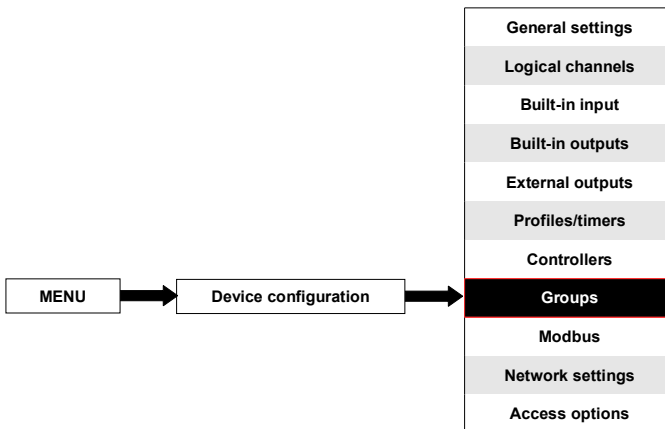 General settings
Logical channels
Built-in input
Built-in outputs
External outputs
Profiles/timers
Controllers
MENU
Device configuration
Groups
Modbus
Network settings
Access options